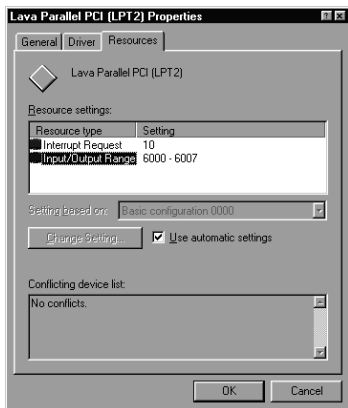 Lava Parallel PCI (LPT2) Properties
General Driver Resources
Lava Parallel PCI (LPT2)
Resource settings:
Resource type Setting
Interrupt Request 10
Input/Output Range 6000 - 6007
Setting based on: Basic configuration 0000
Change Setting... Use automatic settings
Conflicting device list:
No conflicts.
OK Cancel